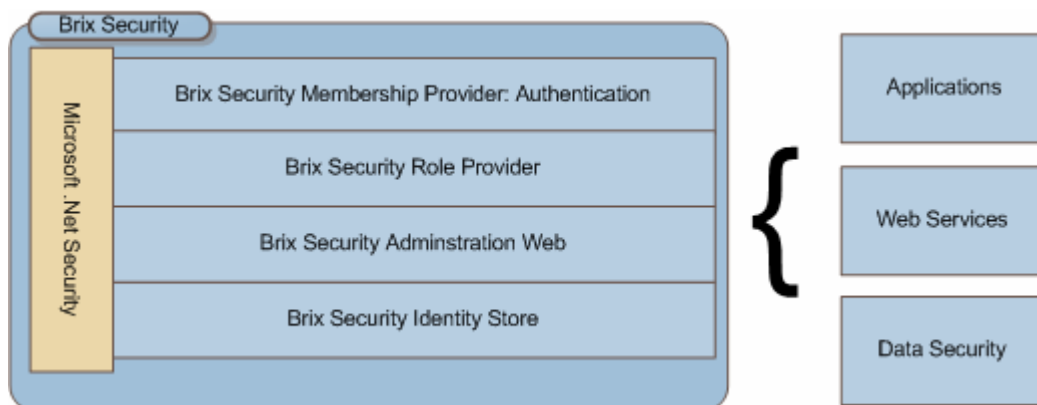 Brix Security
Microsoft .Net Security
Brix Security Membership Provider: Authentication
Brix Security Role Provider
Brix Security Adminstration Web
Brix Security Identity Store
{
Applications
Web Services
Data Security